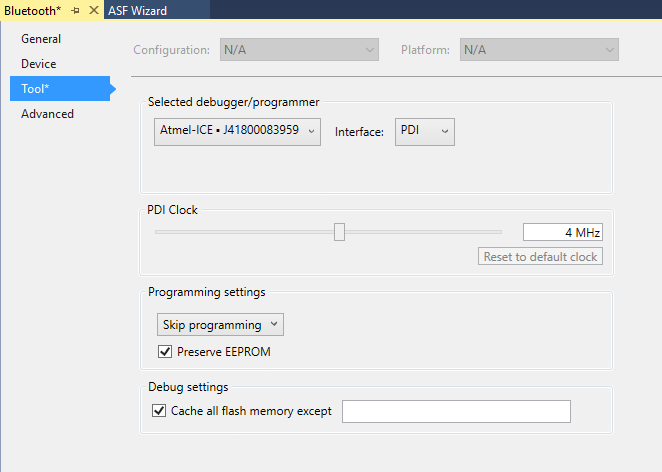 Bluetooth* ASF Wizard
General
Device
Tool*
Advanced
Configuration: N/A Platform: N/A
Selected debugger/programmer
Atmel-ICE • J41800083959 Interface: PDI
PDI Clock
4 MHz
Reset to default clock
Programming settings
Skip programming
Preserve EEPROM
Debug settings
Cache all flash memory except